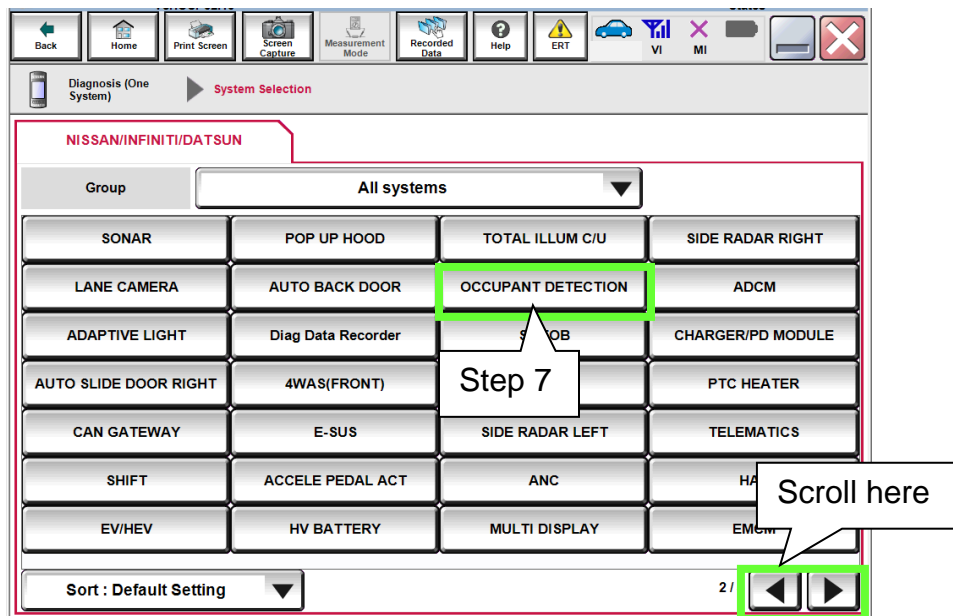 Back
Home
Print Screen
Screen
Capture
Measurement
Mode
Recorded
Data
Help
ERT
VI
MI
Diagnosis (One
System)
System Selection
NISSAN/INFINITI/DATSUN
Group
All systems
SONAR
POP UP HOOD
TOTAL ILLUM C/U
SIDE RADAR RIGHT
LANE CAMERA
AUTO BACK DOOR
OCCUPANT DETECTION
ADCM
ADAPTIVE LIGHT
Diag Data Recorder
CHARGER/PD MODULE
AUTO SLIDE DOOR RIGHT
4WAS(FRONT)
Step 7
PTC HEATER
CAN GATEWAY
E-SUS
SIDE RADAR LEFT
TELEMATICS
SHIFT
ACCELE PEDAL ACT
ANC
Scroll here
EV/HEV
HV BATTERY
MULTI DISPLAY
Sort : Default Setting
2/